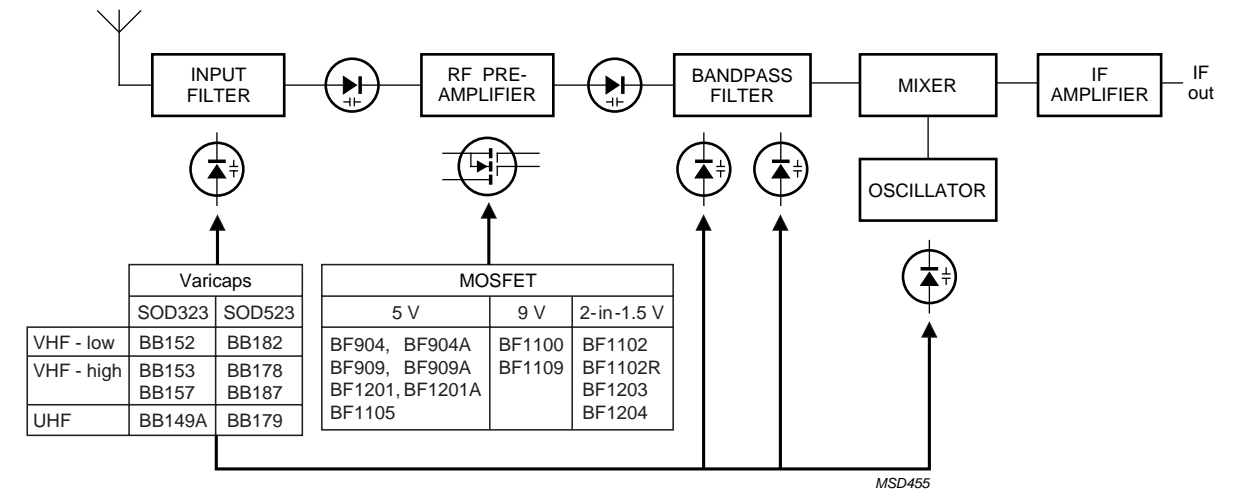 INPUT
FILTER
RF PRE-
AMPLIFIER
BANDPASS
FILTER
MIXER
IF
AMPLIFIER
IF
out
OSCILLATOR
Varicaps
SOD323 SOD523
VHF - low BB152 BB182
VHF - high BB153 BB178
BB157 BB187
UHF BB149A BB179
MOSFET
5 V 9 V 2-in-1.5 V
BF904, BF904A BF1100 BF1102
BF909, BF909A BF1109 BF1102R
BF1201, BF1201A BF1203
BF1105 BF1204
MSD455